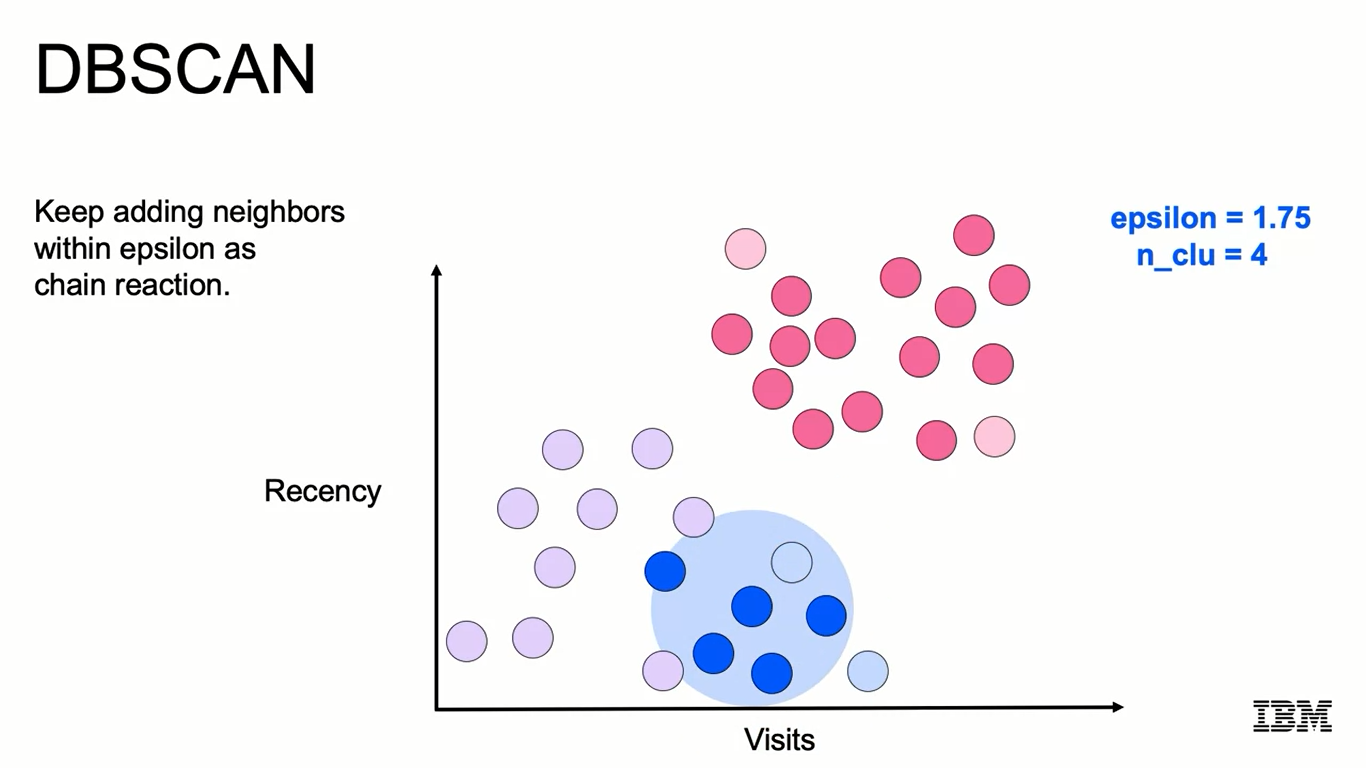 DBSCAN
Keep adding neighbors
within epsilon as
chain reaction.
epsilon = 1.75
n_clu = 4
Recency
Visits
IBM